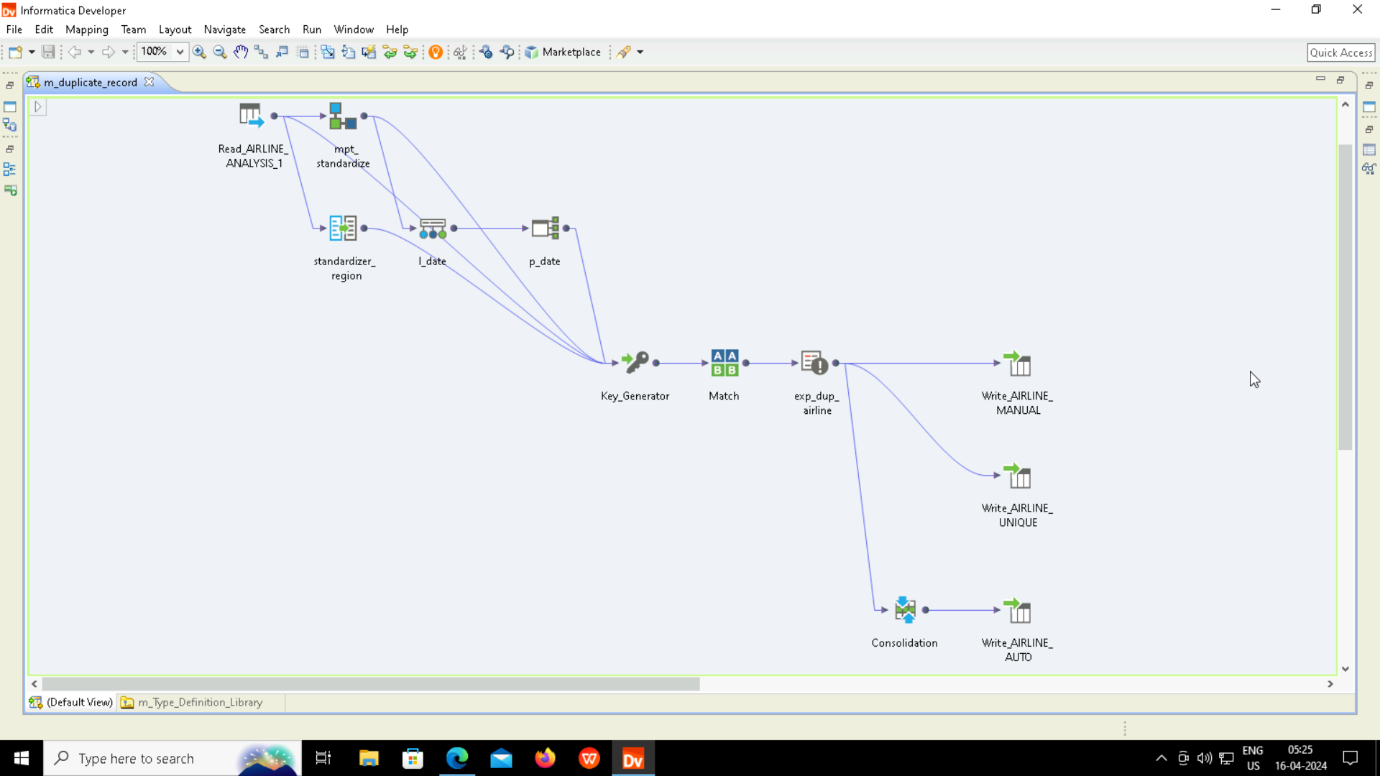 Dv Informatica Developer
File Edit Mapping Team Layout Navigate Search Run Window Help
100% Marketplace Quick Access
m_duplicate_record
Read_AIRLINE_
ANALYSIS_1
mpt_
standardize
standardizer_
region
l_date
p_date
Key_Generator
A A
B B
Match
exp_dup_
airline
Write_AIRLINE_
MANUAL
Write_AIRLINE_
UNIQUE
Consolidation
Write_AIRLINE_
AUTO
(Default View) m_Type_Definition_Library
Type here to search W Dv ENG 05:25
US 16-04-2024